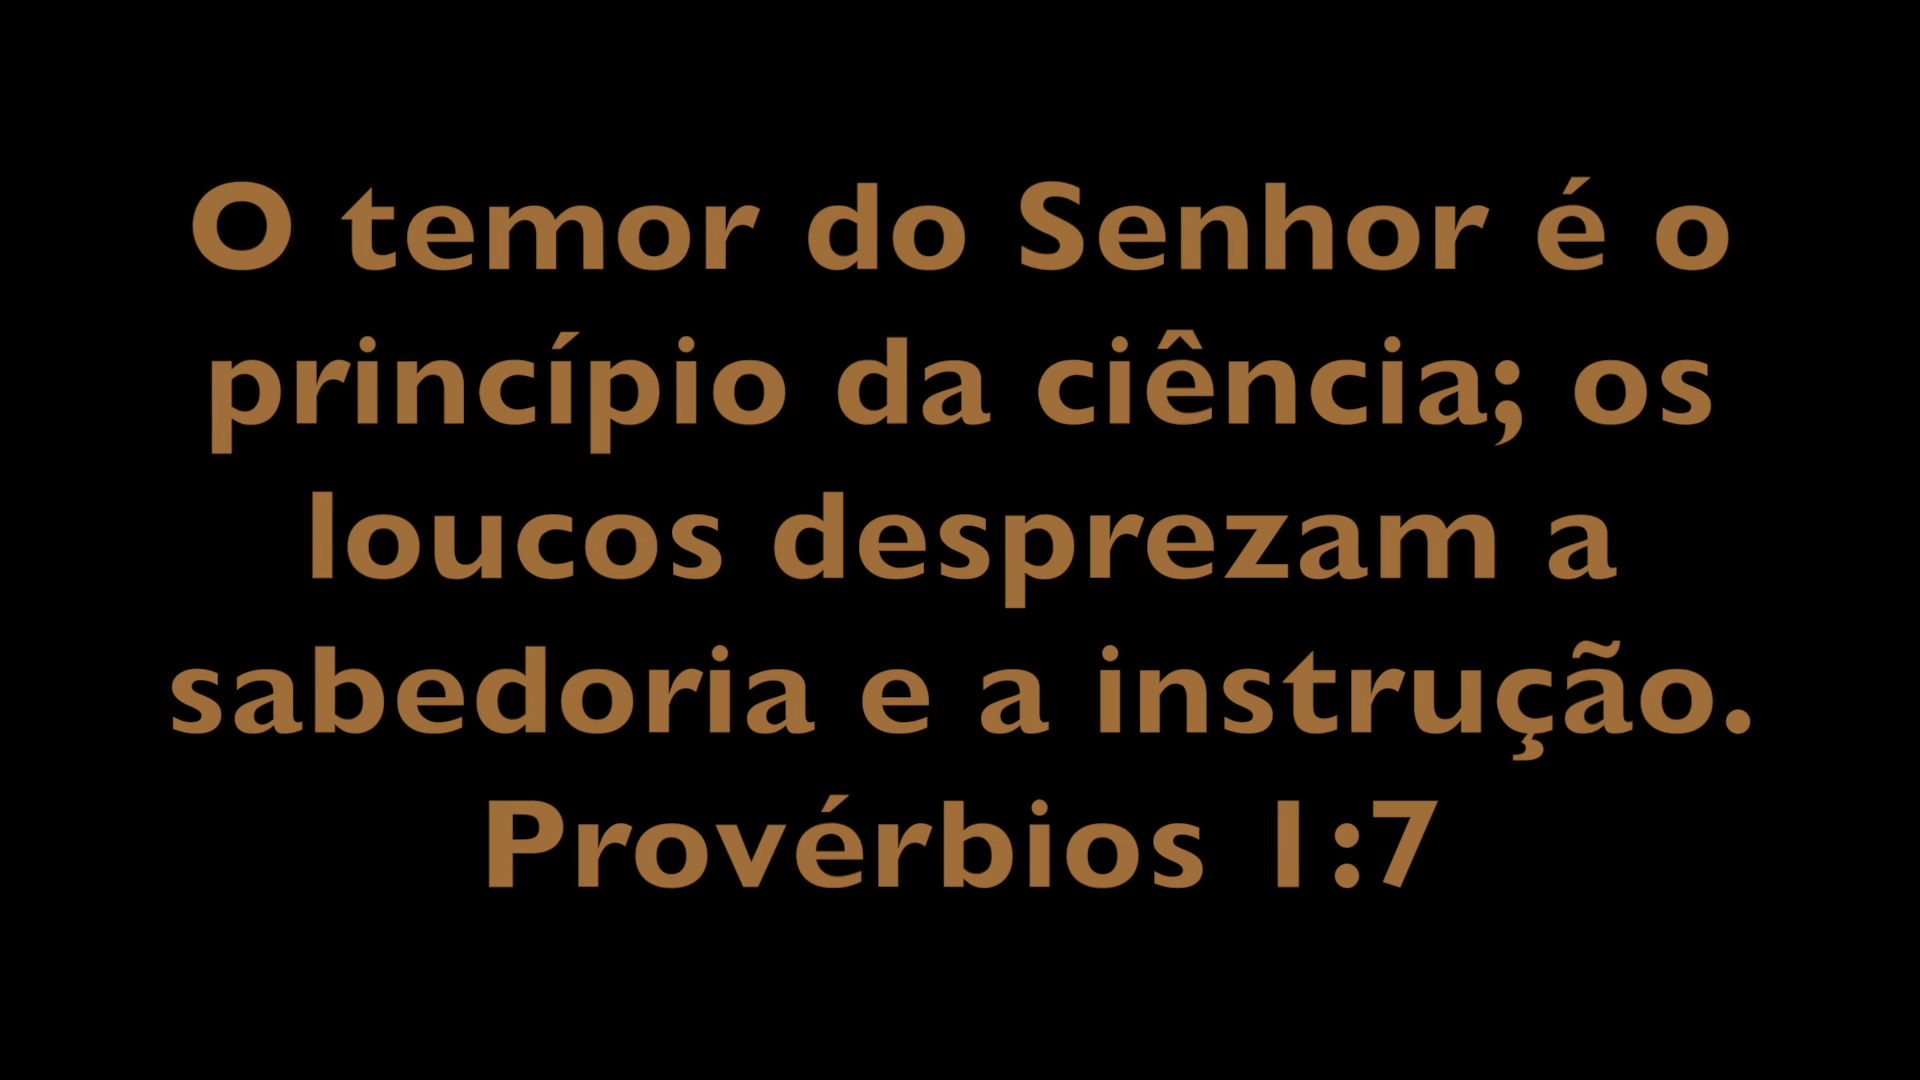 O temor do Senhor é o
princípio da ciência; os
loucos desprezam a
sabedoria e a instrução.
Provérbios 1:7